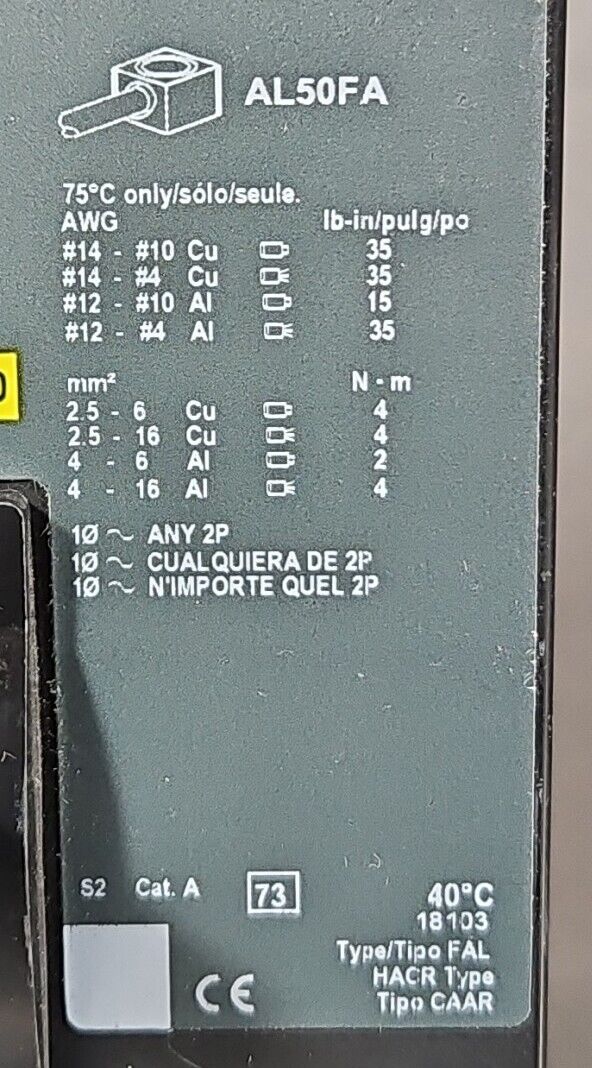 AL50FA
75°C only/sólo/seule.
AWG lb-in/pulg/po
#14 - #10 Cu 35
#14 - #4 Cu 35
#12 - #10 Al 15
#12 - #4 Al 35
mm² N - m
2.5 - 6 Cu 4
2.5 - 16 Cu 4
4 - 6 Al 2
4 - 16 Al 4
1Ø ~ ANY 2P
1Ø ~ CUALQUIERA DE 2P
1Ø ~ N'IMPORTE QUEL 2P
S2 Cat. A 73 40°C
18103
Type/Tipo FAL
HACR Type
CE Tipo CAAR